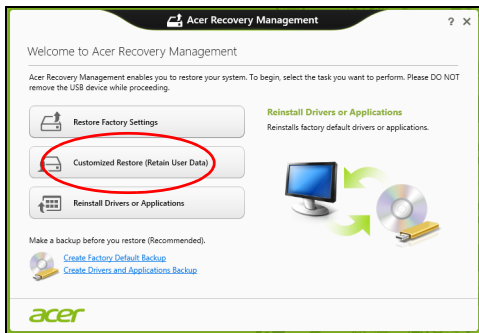 Acer Recovery Management
? X
Welcome to Acer Recovery Management
Acer Recovery Management enables you to restore your system. To begin, select the task you want to perform. Please DO NOT
remove the USB device while proceeding.
Restore Factory Settings
Customized Restore (Retain User Data)
Reinstall Drivers or Applications
Reinstall Drivers or Applications
Reinstalls factory default drivers or applications.
Make a backup before you restore (Recommended).
Create Factory Default Backup
Create Drivers and Applications Backup
acer